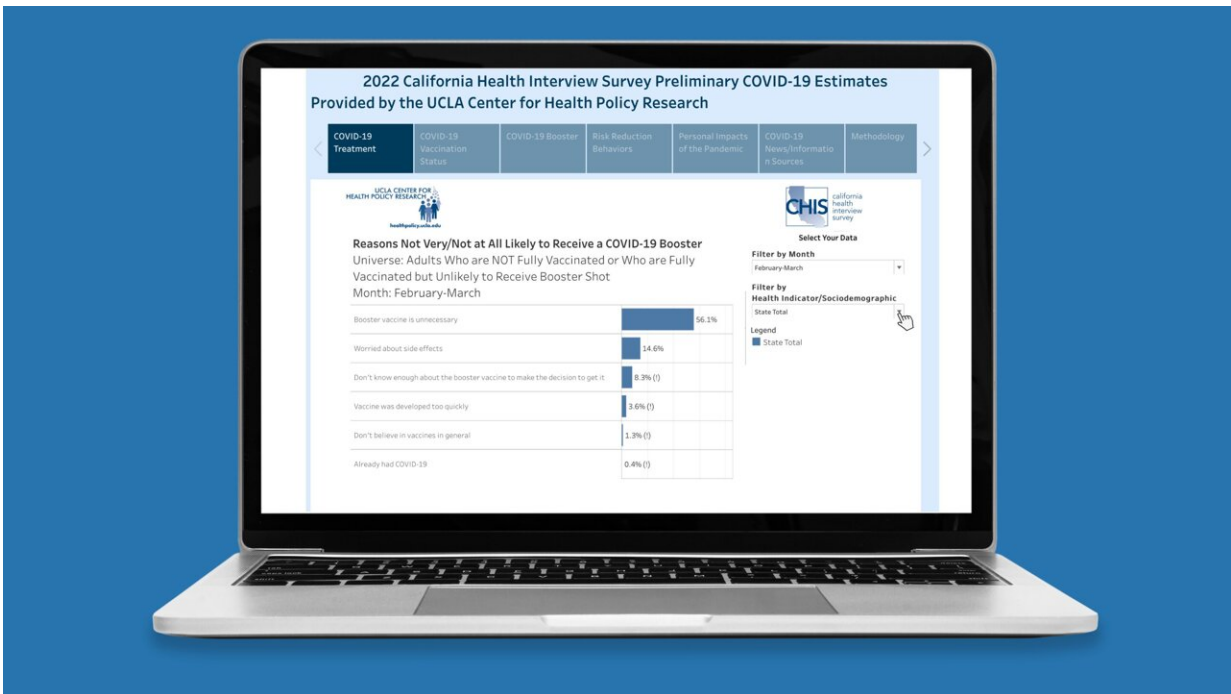 2022 California Health Interview Survey Preliminary COVID-19 Estimates
Provided by the UCLA Center for Health Policy Research
COVID-19
Treatment
COVID-19
Vaccination
Status
COVID-19 Booster
Risk Reduction
Behaviors
Personal Impacts
of the Pandemic
COVID-19
News/Informatio
n Sources
Methodology
UCLA CENTER FOR
HEALTH POLICY RESEARCH
healthpolicy.ucla.edu
CHIS
california
health
interview
survey
Select Your Data
Reasons Not Very/Not at All Likely to Receive a COVID-19 Booster
Universe: Adults Who are NOT Fully Vaccinated or Who are Fully
Vaccinated but Unlikely to Receive Booster Shot
Month: February-March
Filter by Month
February-March
Filter by
Health Indicator/Sociodemographic
State Total
Legend
State Total
Booster vaccine is unnecessary
56.1%
Worried about side effects
14.6%
Don't know enough about the booster vaccine to make the decision to get it
8.3% (!)
Vaccine was developed too quickly
3.6% (!)
Don't believe in vaccines in general
1.3% (!)
Already had COVID-19
0.4% (!)